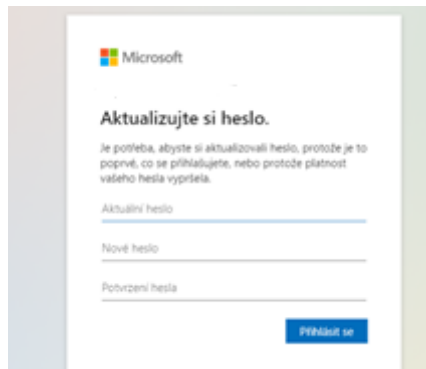 Microsoft
Aktualizujte si heslo.
Je potřeba, abyste si aktualizovali heslo, protože je to
poprvé, co se přihlašujete, nebo protože platnost
vašeho hesla vypršela.
Aktuální heslo
Nové heslo
Potvrzení hesla
Přihlásit se